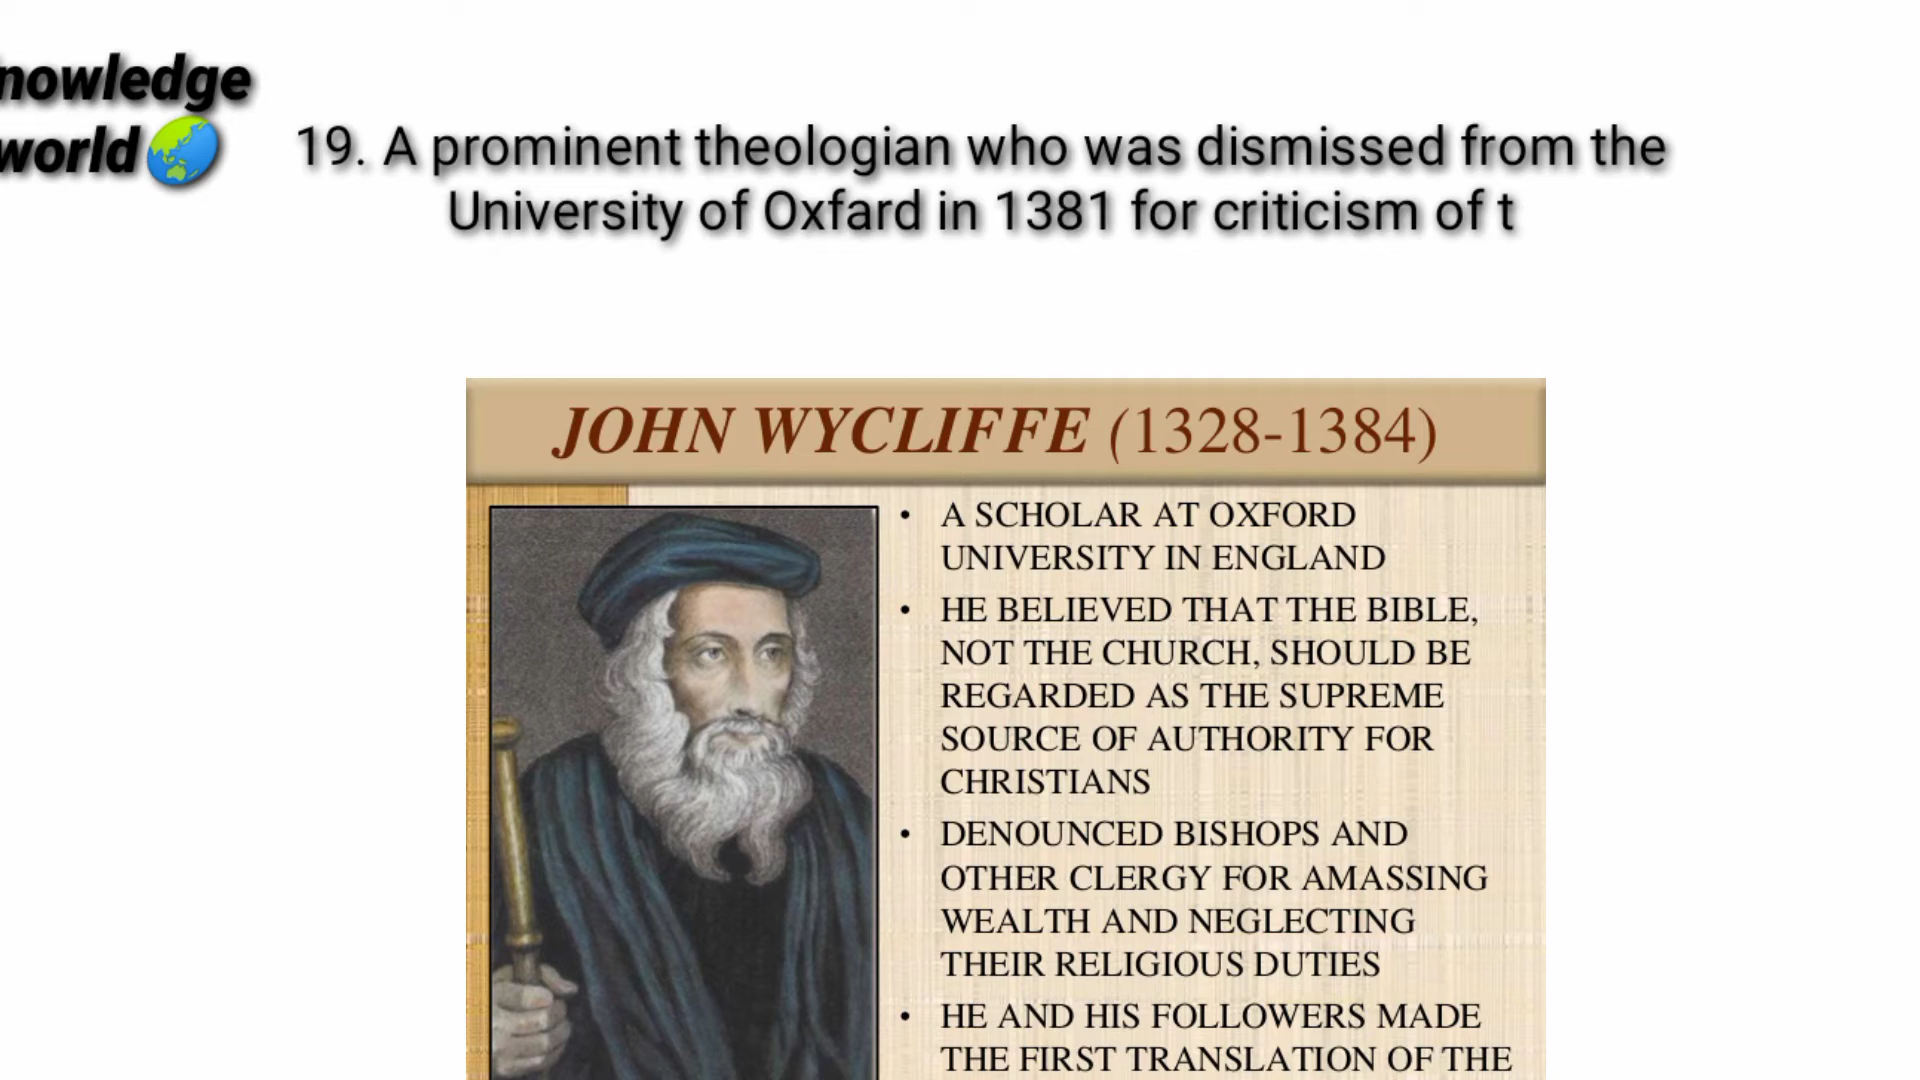 nowledge
world
19. A prominent theologian who was dismissed from the
University of Oxfard in 1381 for criticism of t
JOHN WYCLIFFE (1328-1384)
• A SCHOLAR AT OXFORD
UNIVERSITY IN ENGLAND
• HE BELIEVED THAT THE BIBLE,
NOT THE CHURCH, SHOULD BE
REGARDED AS THE SUPREME
SOURCE OF AUTHORITY FOR
CHRISTIANS
• DENOUNCED BISHOPS AND
OTHER CLERGY FOR AMASSING
WEALTH AND NEGLECTING
THEIR RELIGIOUS DUTIES
• HE AND HIS FOLLOWERS MADE
THE FIRST TRANSLATION OF THE